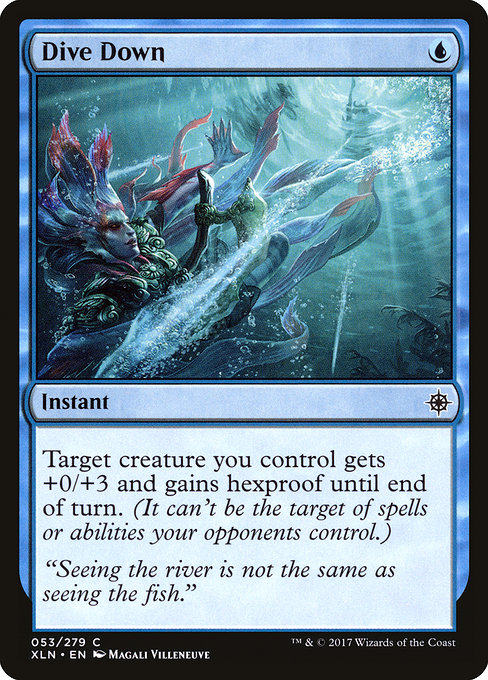 Dive Down
Instant
Target creature you control gets
+0/+3 and gains hexproof until end
of turn. (It can't be the target of spells
or abilities your opponents control.)
“Seeing the river is not the same as
seeing the fish.”
053/279 C
XLN • EN Magali Villeneuve
™ & © 2017 Wizards of the Coast